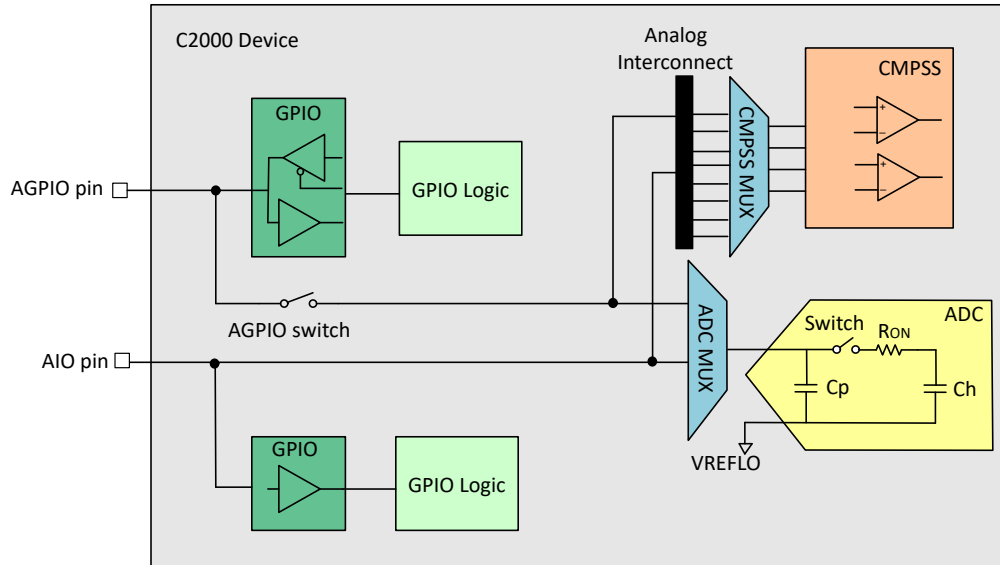 C2000 Device
Analog
Interconnect
CMPSS
+
−
+
−
CMPSS MUX
GPIO
GPIO Logic
AGPIO pin
AGPIO switch
ADC MUX
ADC
Switch
RON
Cp
Ch
AIO pin
VREFLO
GPIO
GPIO Logic